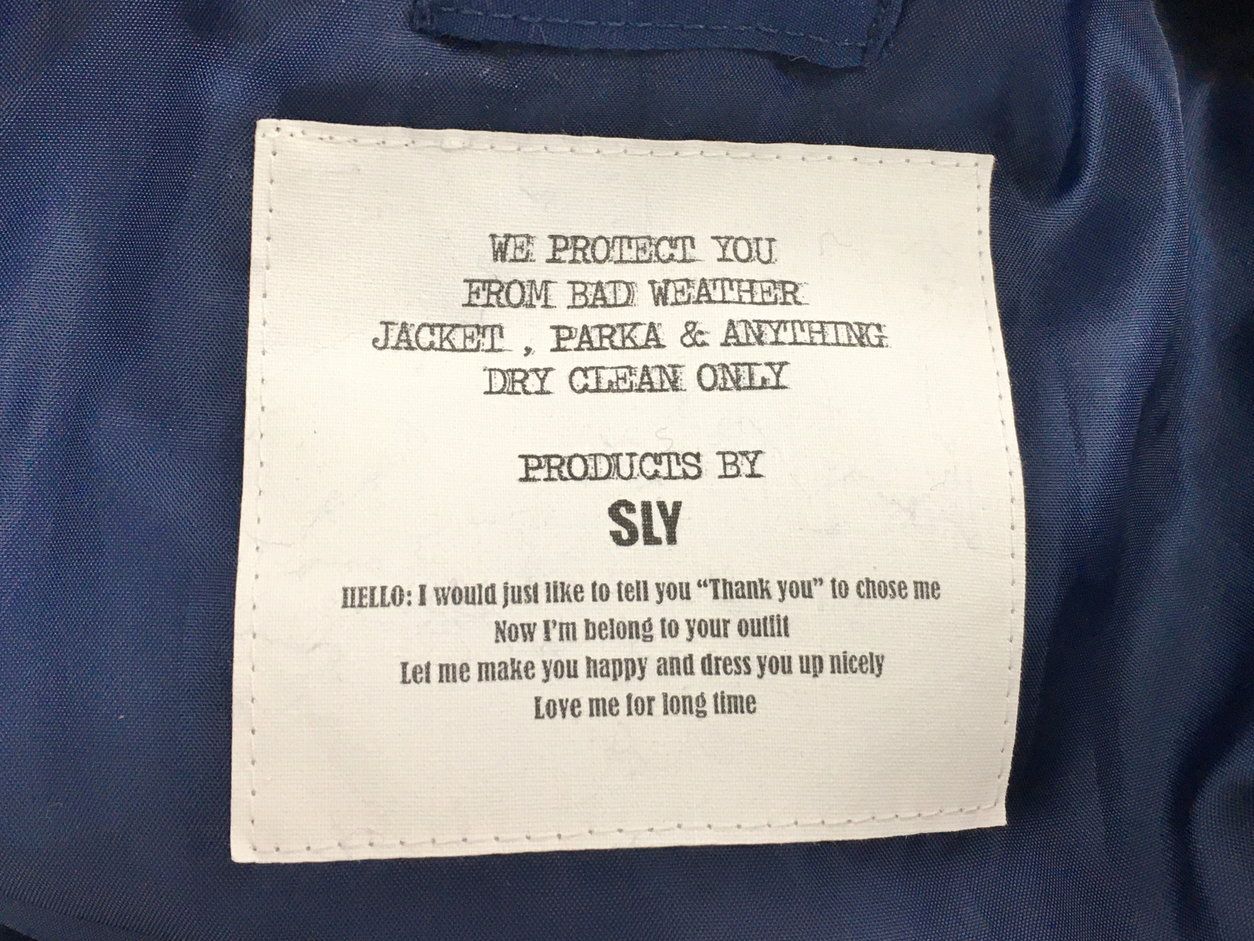 WE PROTECT YOU
FROM BAD WEATHER
JACKET , PARKA & ANYTHING
DRY CLEAN ONLY
PRODUCTS BY
SLY
HELLO: I would just like to tell you “Thank you” to chose me
Now I'm belong to your outfit
Let me make you happy and dress you up nicely
Love me for long time